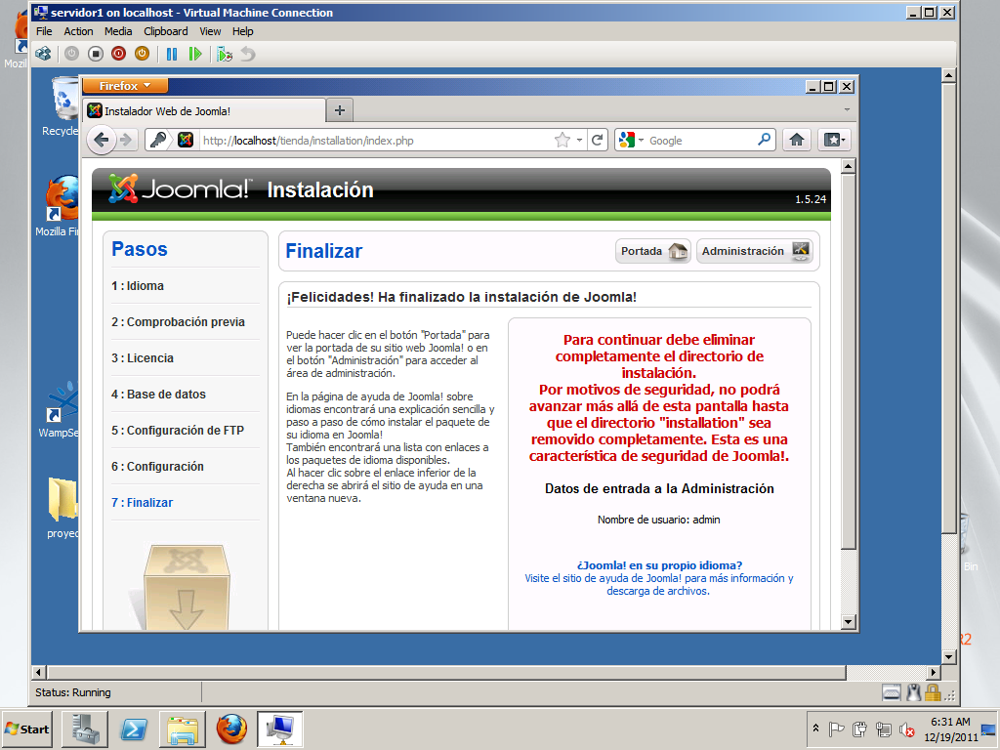 servidor1 on localhost - Virtual Machine Connection
File Action Media Clipboard View Help
Mozil
Recycle
Mozilla Fi
WampSe
proyec
Firefox
Instalador Web de Joomla!
http://localhost/tienda/installation/index.php
Google
Joomla! Instalación
1.5.24
Pasos
1 : Idioma
2 : Comprobación previa
3 : Licencia
4 : Base de datos
5 : Configuración de FTP
6 : Configuración
7 : Finalizar
Finalizar
Portada
Administración
¡Felicidades! Ha finalizado la instalación de Joomla!
Puede hacer clic en el botón "Portada" para
ver la portada de su sitio web Joomla! o en
el botón "Administración" para acceder al
área de administración.
En la página de ayuda de Joomla! sobre
idiomas encontrará una explicación sencilla y
paso a paso de cómo instalar el paquete de
su idioma en Joomla!
También encontrará una lista con enlaces a
los paquetes de idioma disponibles.
Al hacer clic sobre el enlace inferior de la
derecha se abrirá el sitio de ayuda en una
ventana nueva.
Para continuar debe eliminar
completamente el directorio de
instalación.
Por motivos de seguridad, no podrá
avanzar más allá de esta pantalla hasta
que el directorio "installation" sea
removido completamente. Esta es una
característica de seguridad de Joomla!.
Datos de entrada a la Administración
Nombre de usuario: admin
¿Joomla! en su propio idioma?
Visite el sitio de ayuda de Joomla! para más información y
descarga de archivos.
Bin
R2
Status: Running
Start
6:31 AM
12/19/2011